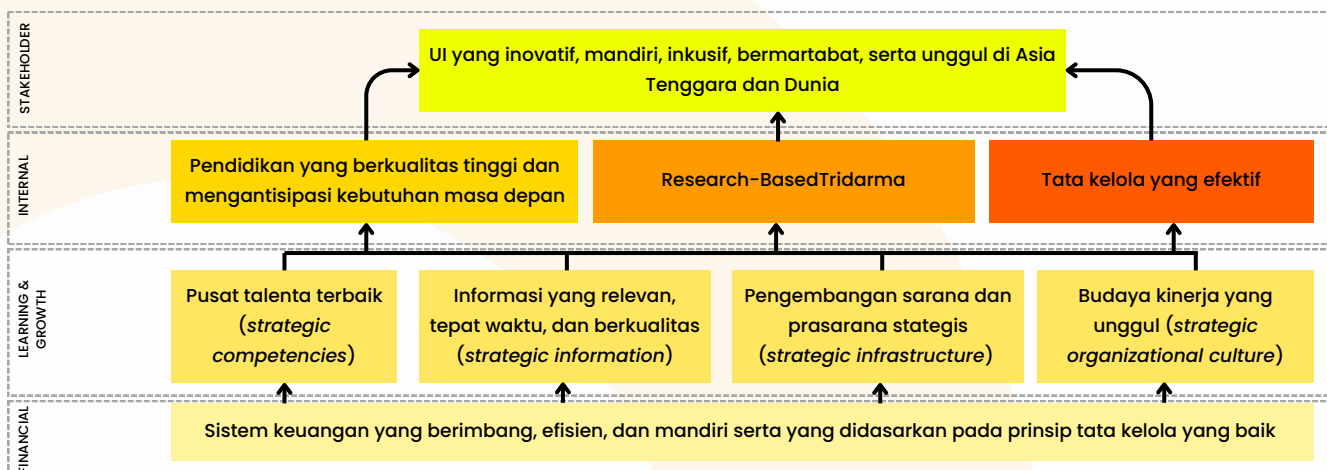 STAKEHOLDER
UI yang inovatif, mandiri, inkusif, bermartabat, serta unggul di Asia
Tenggara dan Dunia
INTERNAL
Pendidikan yang berkualitas tinggi dan
mengantisipasi kebutuhan masa depan
Research-BasedTridarma
Tata kelola yang efektif
LEARNING &
GROWTH
Pusat talenta terbaik
(strategic
competencies)
Informasi yang relevan,
tepat waktu, dan berkualitas
(strategic information)
Pengembangan sarana dan
prasarana stategis
(strategic infrastructure)
Budaya kinerja yang
unggul (strategic
organizational culture)
FINANCIAL
Sistem keuangan yang berimbang, efisien, dan mandiri serta yang didasarkan pada prinsip tata kelola yang baik